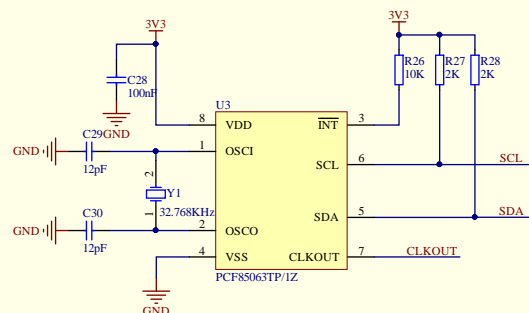 3V3
3V3
C28
100nF
GND
R26
10K
R27
2K
R28
2K
U3
8
VDD
INT
3
C29
GND
12pF
1
OSCI
SCL
6
SCL
2
Y1
1
32.768KHz
C30
GND
12pF
2
OSCO
SDA
5
SDA
4
VSS
CLKOUT
7
CLKOUT
PCF85063TP/1Z
GND